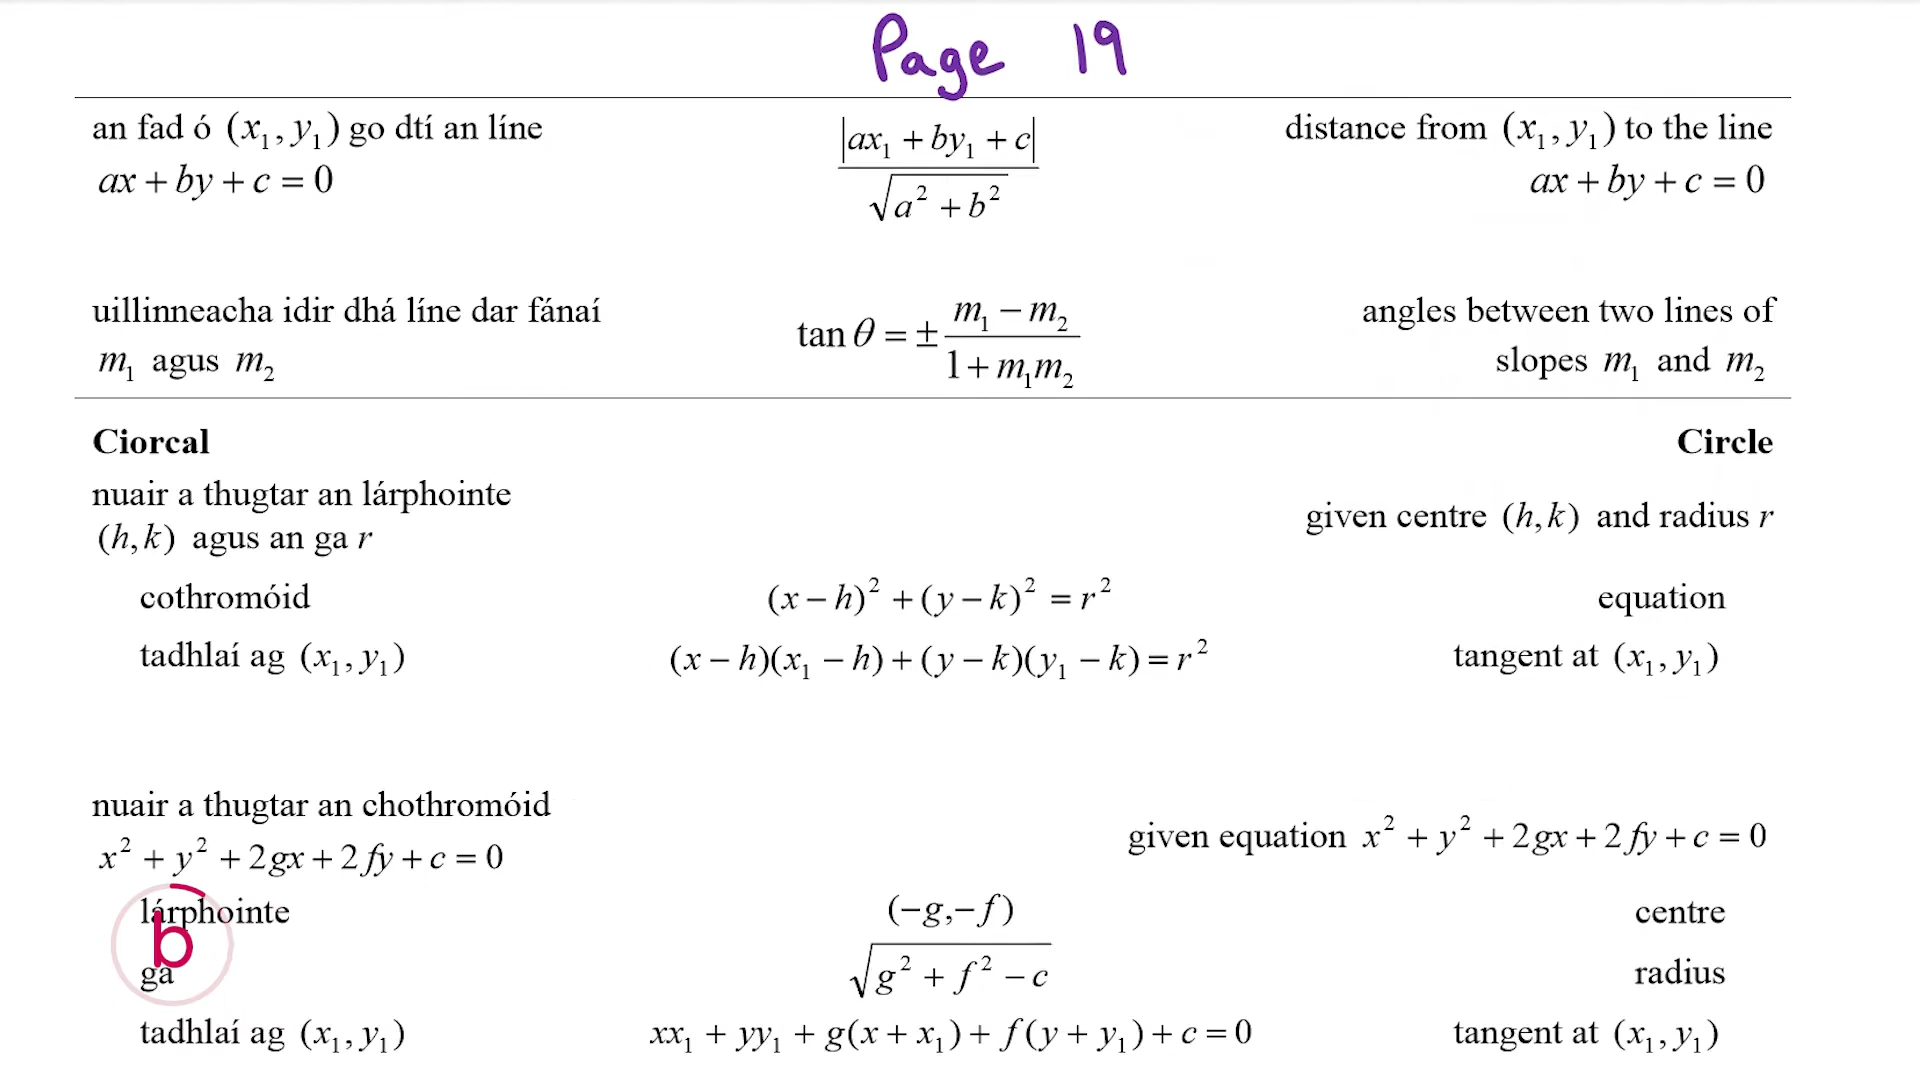 Page 19
an fad ó (x₁, y₁) go dtí an líne
ax + by + c = 0
|ax₁ + by₁ + c| / √(a² + b²)
distance from (x₁, y₁) to the line
ax + by + c = 0
uillinneacha idir dhá líne dar fánaí
m₁ agus m₂
tan θ = ± (m₁ − m₂) / (1 + m₁m₂)
angles between two lines of
slopes m₁ and m₂
Ciorcal
Circle
nuair a thugtar an lárphointe
(h, k) agus an ga r
given centre (h, k) and radius r
cothromóid
(x − h)² + (y − k)² = r²
equation
tadhlaí ag (x₁, y₁)
(x − h)(x₁ − h) + (y − k)(y₁ − k) = r²
tangent at (x₁, y₁)
nuair a thugtar an chothromóid
x² + y² + 2gx + 2fy + c = 0
given equation x² + y² + 2gx + 2fy + c = 0
lárphointe
(−g,−f)
centre
b
ga
√(g² + f² − c)
radius
tadhlaí ag (x₁, y₁)
xx₁ + yy₁ + g(x + x₁) + f(y + y₁) + c = 0
tangent at (x₁, y₁)